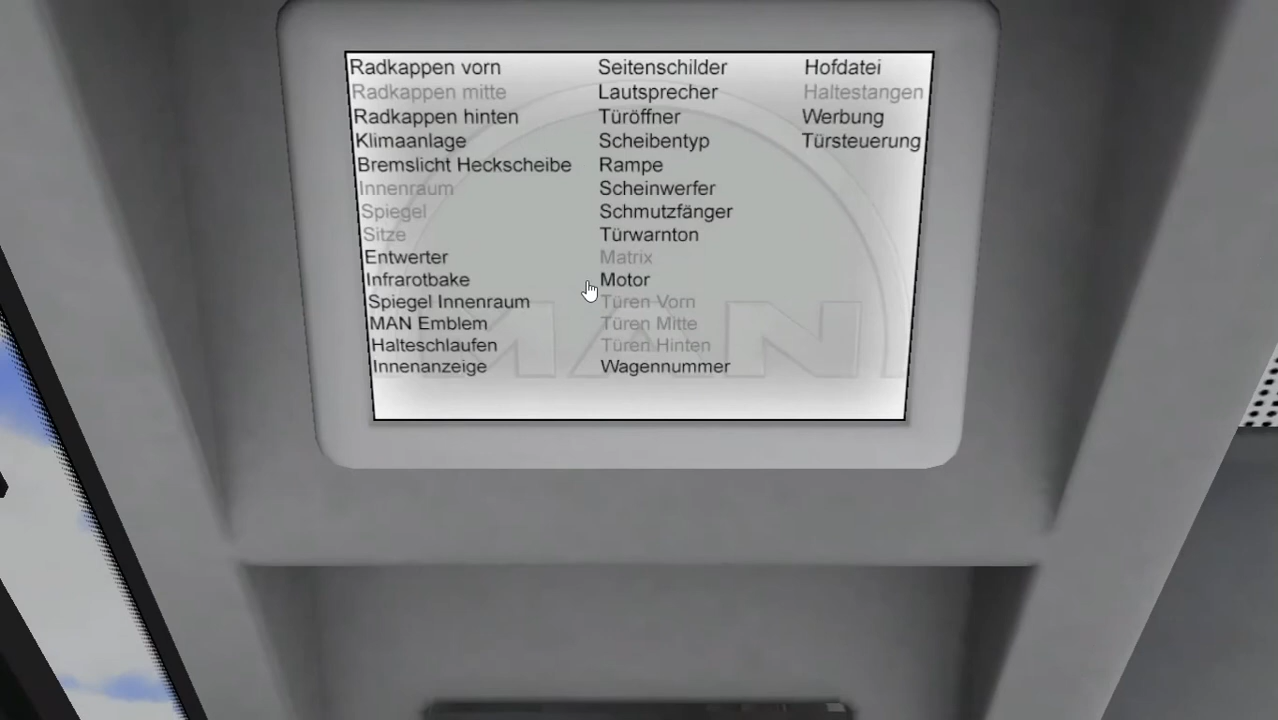 Radkappen vorn
Radkappen mitte
Radkappen hinten
Klimaanlage
Bremslicht Heckscheibe
Innenraum
Spiegel
Sitze
Entwerter
Infrarotbake
Spiegel Innenraum
MAN Emblem
Halteschlaufen
Innenanzeige
Seitenschilder
Lautsprecher
Türöffner
Scheibentyp
Rampe
Scheinwerfer
Schmutzfänger
Türwarnton
Matrix
Motor
Türen Vorn
Türen Mitte
Türen Hinten
Wagennummer
Hofdatei
Haltestangen
Werbung
Türsteuerung
MAN